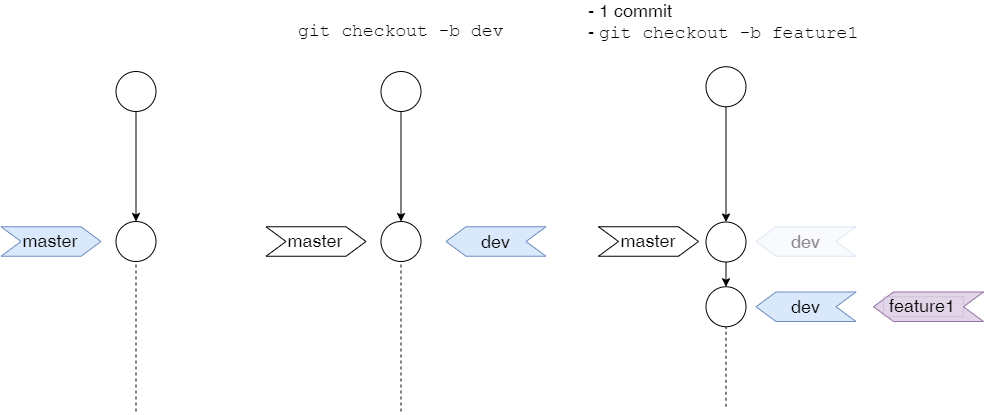 - 1 commit
git checkout -b dev
- git checkout -b feature1
master
master
dev
master
dev
dev
feature1